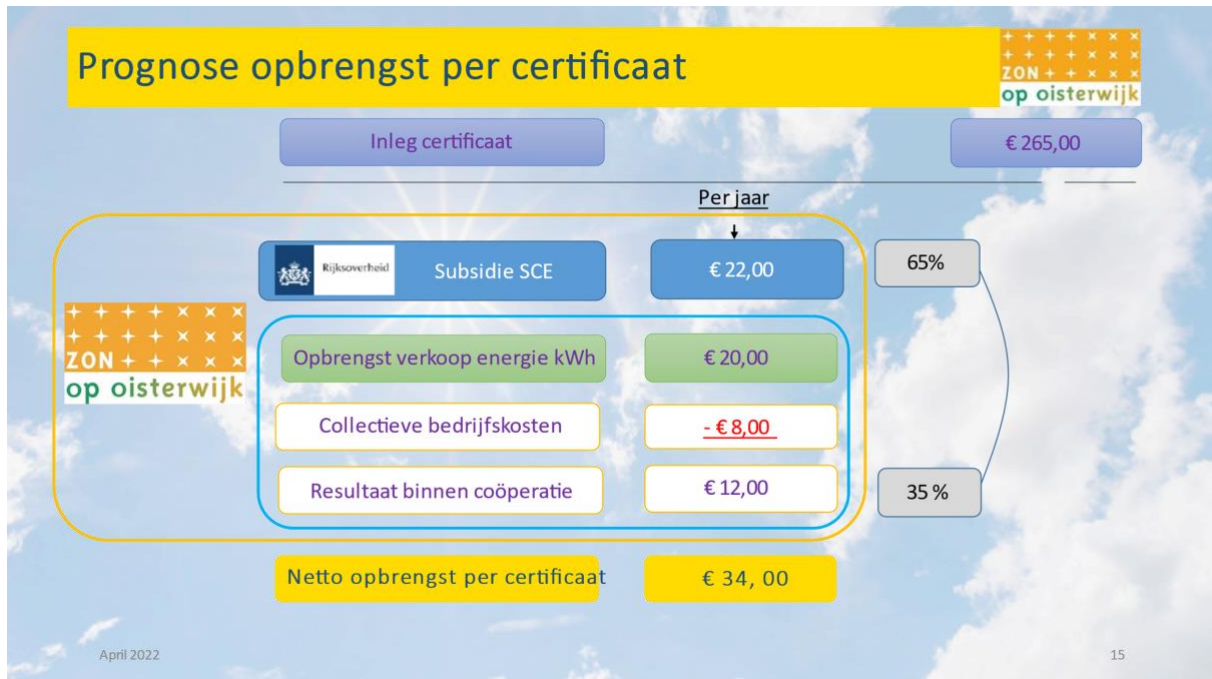 Prognose opbrengst per certificaat
ZON
op oisterwijk
Inleg certificaat
€ 265,00
Per jaar
Rijksoverheid
Subsidie SCE
€ 22,00
65%
ZON
op oisterwijk
Opbrengst verkoop energie kWh
€ 20,00
Collectieve bedrijfskosten
- € 8,00
Resultaat binnen coöperatie
€ 12,00
35 %
Netto opbrengst per certificaat
€ 34, 00
April 2022
15